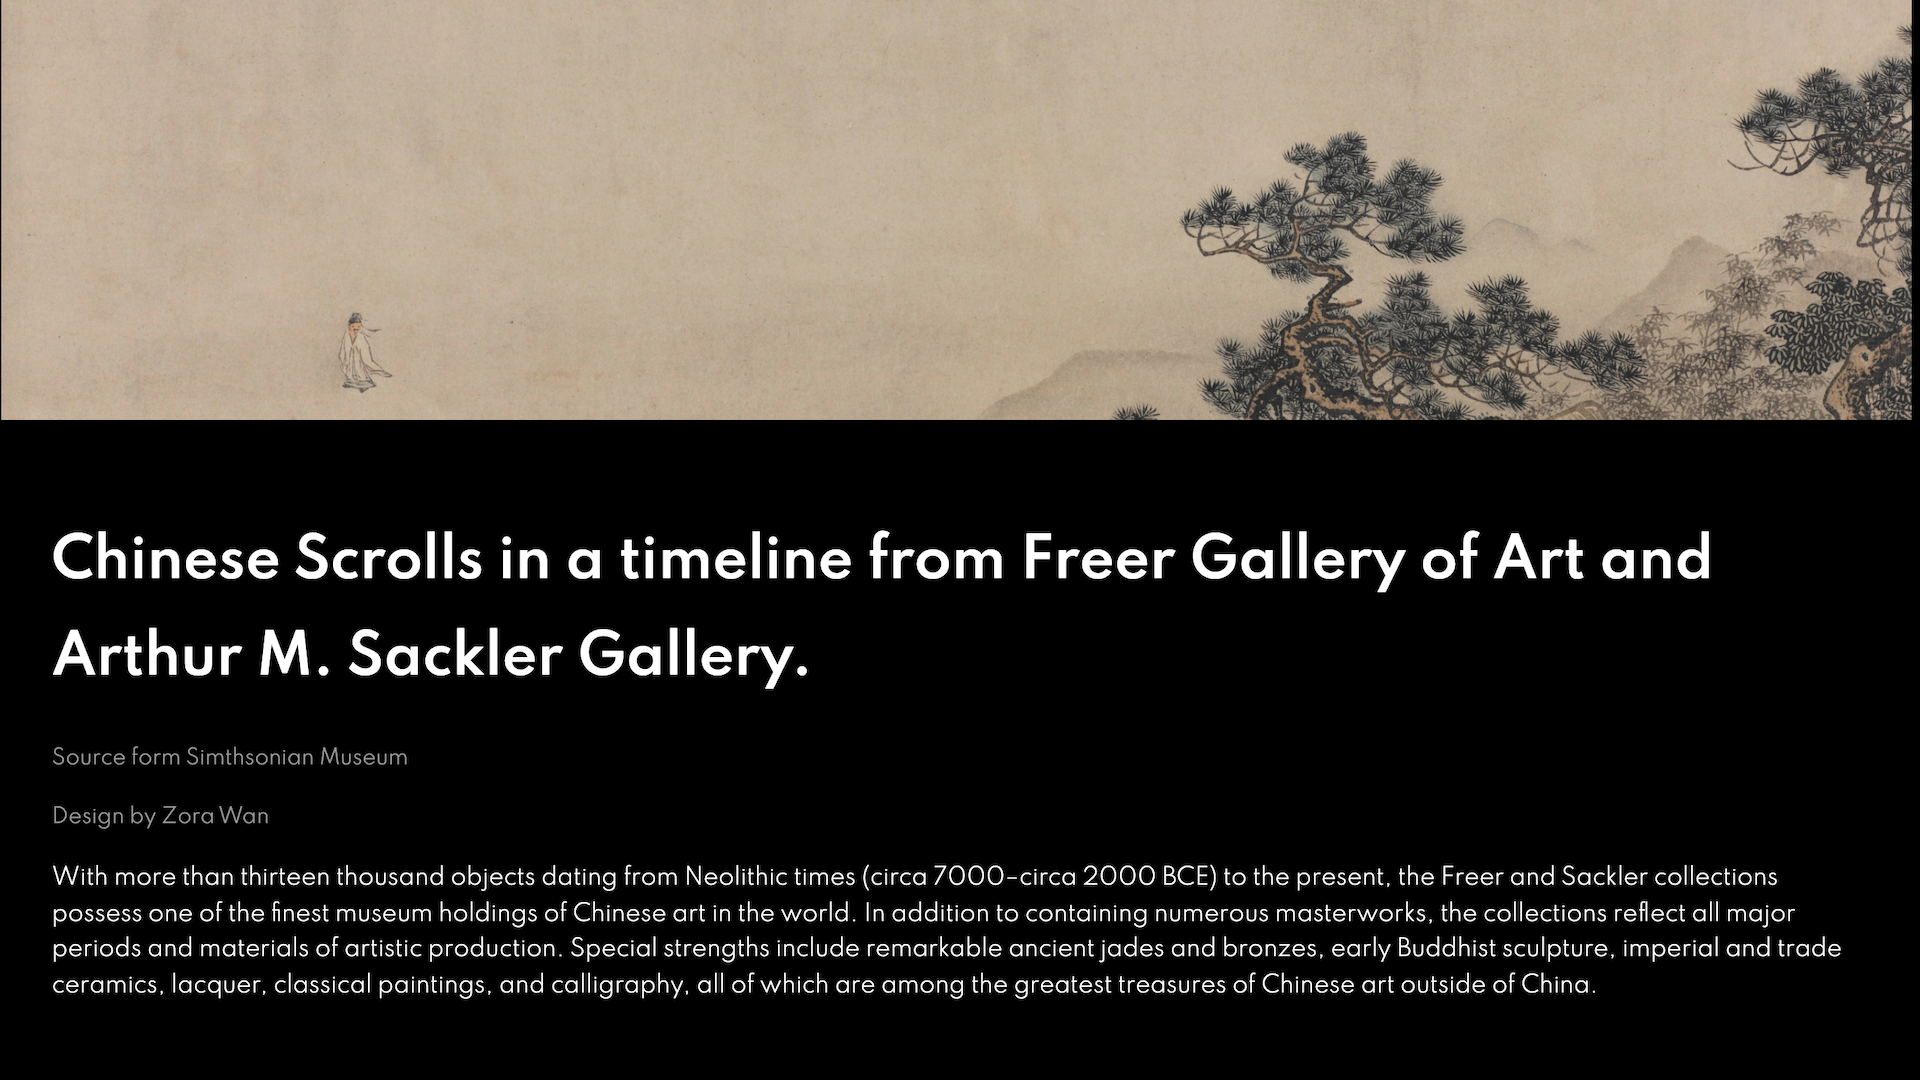 Chinese Scrolls in a timeline from Freer Gallery of Art and
Arthur M. Sackler Gallery.
Source form Simthsonian Museum
Design by Zora Wan
With more than thirteen thousand objects dating from Neolithic times (circa 7000–circa 2000 BCE) to the present, the Freer and Sackler collections
possess one of the finest museum holdings of Chinese art in the world. In addition to containing numerous masterworks, the collections reflect all major
periods and materials of artistic production. Special strengths include remarkable ancient jades and bronzes, early Buddhist sculpture, imperial and trade
ceramics, lacquer, classical paintings, and calligraphy, all of which are among the greatest treasures of Chinese art outside of China.